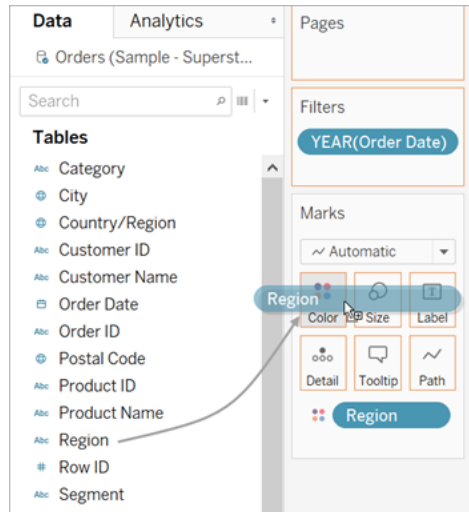 Data Analytics
Orders (Sample - Superst...
Search
Tables
Abc Category
City
Country/Region
Abc Customer ID
Abc Customer Name
Order Date
Abc Order ID
Postal Code
Abc Product ID
Abc Product Name
Abc Region
# Row ID
Abc Segment
Pages
Filters
YEAR(Order Date)
Marks
Automatic
Region
Color Size Label
Detail Tooltip Path
Region